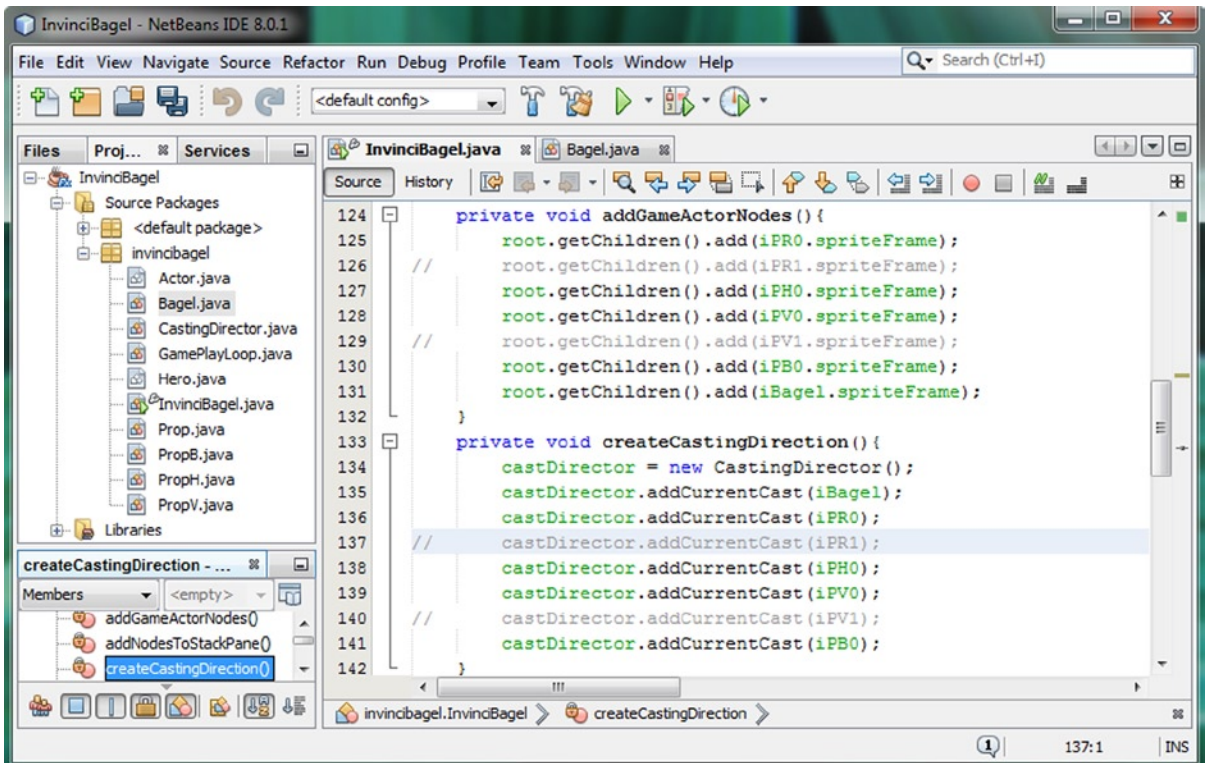 InvinciBagel - NetBeans IDE 8.0.1
File Edit View Navigate Source Refactor Run Debug Profile Team Tools Window Help
Search (Ctrl+I)
<default config>
Files Proj... Services
InvinciBagel
Source Packages
<default package>
invincibagel
Actor.java
Bagel.java
CastingDirector.java
GamePlayLoop.java
Hero.java
InvinciBagel.java
Prop.java
PropB.java
PropH.java
PropV.java
Libraries
createCastingDirection - ...
Members <empty>
addGameActorNodes()
addNodesToStackPane()
createCastingDirection()
InvinciBagel.java Bagel.java
Source History
124 private void addGameActorNodes(){
125 root.getChildren().add(iPR0.spriteFrame);
126 // root.getChildren().add(iPR1.spriteFrame);
127 root.getChildren().add(iPH0.spriteFrame);
128 root.getChildren().add(iPV0.spriteFrame);
129 // root.getChildren().add(iPV1.spriteFrame);
130 root.getChildren().add(iPB0.spriteFrame);
131 root.getChildren().add(iBagel.spriteFrame);
132 }
133 private void createCastingDirection(){
134 castDirector = new CastingDirector();
135 castDirector.addCurrentCast(iBagel);
136 castDirector.addCurrentCast(iPR0);
137 // castDirector.addCurrentCast(iPR1);
138 castDirector.addCurrentCast(iPH0);
139 castDirector.addCurrentCast(iPV0);
140 // castDirector.addCurrentCast(iPV1);
141 castDirector.addCurrentCast(iPB0);
142 }
invincibagel.InvinciBagel createCastingDirection
1 137:1 INS